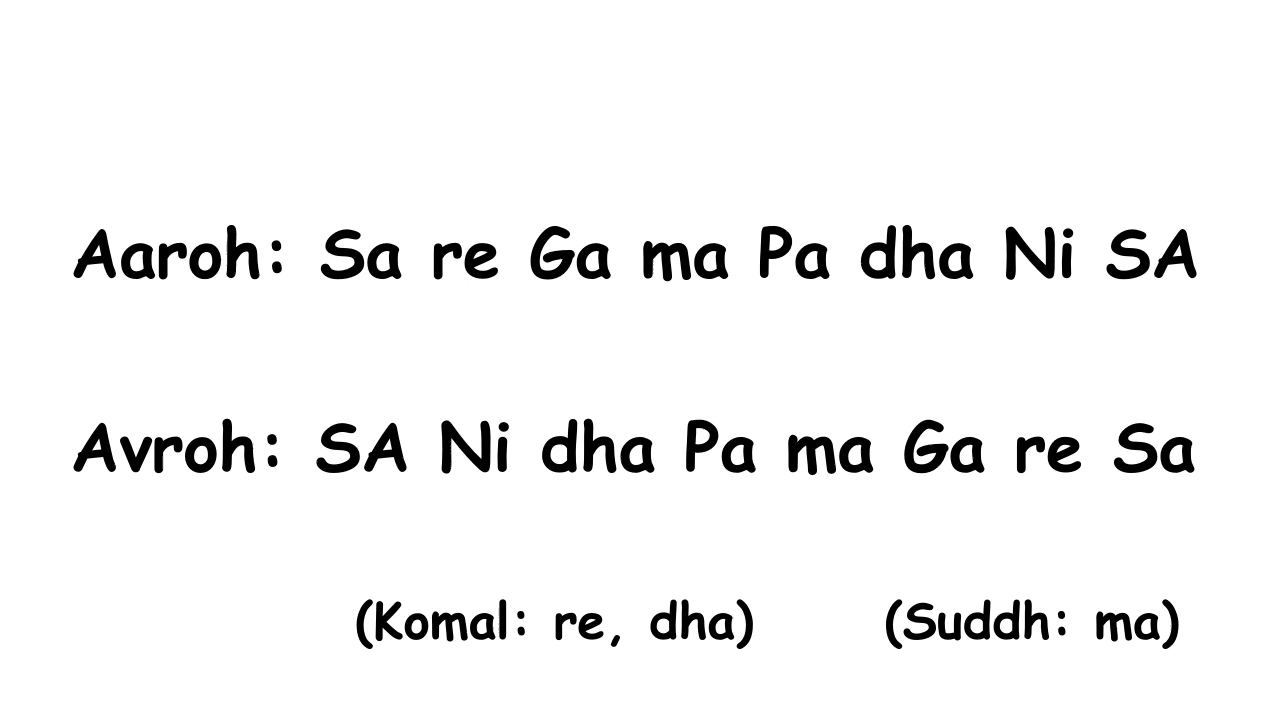 Aaroh: Sa re Ga ma Pa dha Ni SA
Avroh: SA Ni dha Pa ma Ga re Sa
(Komal: re, dha) (Suddh: ma)